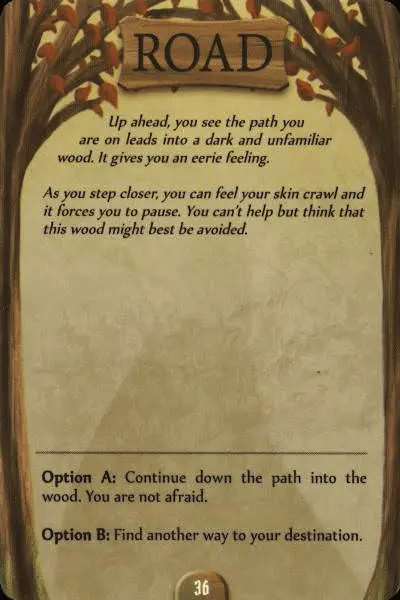 ROAD
Up ahead, you see the path you
are on leads into a dark and unfamiliar
wood. It gives you an eerie feeling.
As you step closer, you can feel your skin crawl and
it forces you to pause. You can't help but think that
this wood might best be avoided.
Option A: Continue down the path into the
wood. You are not afraid.
Option B: Find another way to your destination.
36